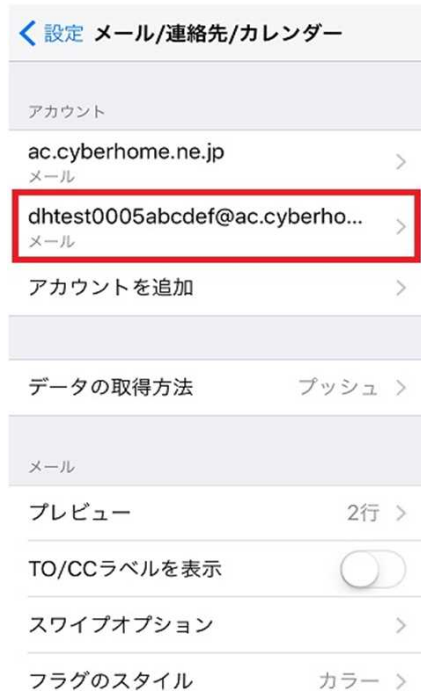 設定 メール/連絡先/カレンダー
アカウント
ac.cyberhome.ne.jp
メール
dhtest0005abcdef@ac.cyberho...
メール
アカウントを追加
データの取得方法 プッシュ
メール
プレビュー 2行
TO/CCラベルを表示
スワイプオプション
フラグのスタイル カラー